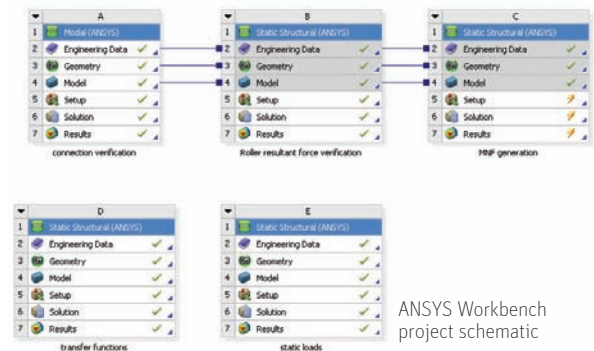 A
1 Modal (ANSYS)
2 Engineering Data
3 Geometry
4 Model
5 Setup
6 Solution
7 Results
connection verification
B
1 Static Structural (ANSYS)
2 Engineering Data
3 Geometry
4 Model
5 Setup
6 Solution
7 Results
Roller resultant force verification
C
1 Static Structural (ANSYS)
2 Engineering Data
3 Geometry
4 Model
5 Setup
6 Solution
7 Results
MNF generation
D
1 Static Structural (ANSYS)
2 Engineering Data
3 Geometry
4 Model
5 Setup
6 Solution
7 Results
transfer functions
E
1 Static Structural (ANSYS)
2 Engineering Data
3 Geometry
4 Model
5 Setup
6 Solution
7 Results
static loads
ANSYS Workbench
project schematic